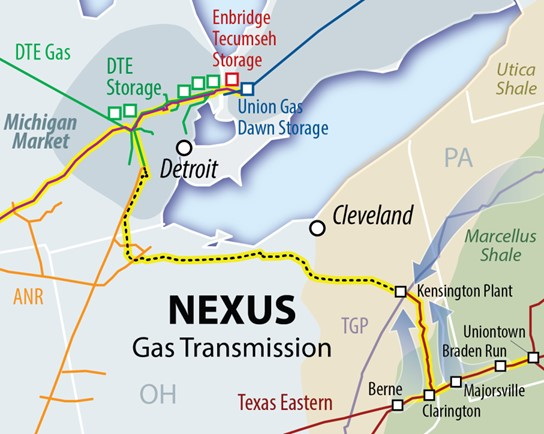 Enbridge
Tecumseh
Storage
DTE Gas
DTE
Storage
Utica
Shale
Union Gas
Dawn Storage
Michigan
Market
Detroit
PA
Cleveland
Marcellus
Shale
ANR
Kensington Plant
NEXUS
Gas Transmission
TGP
Uniontown
Braden Run
OH
Berne
Majorsville
Texas Eastern
Clarington